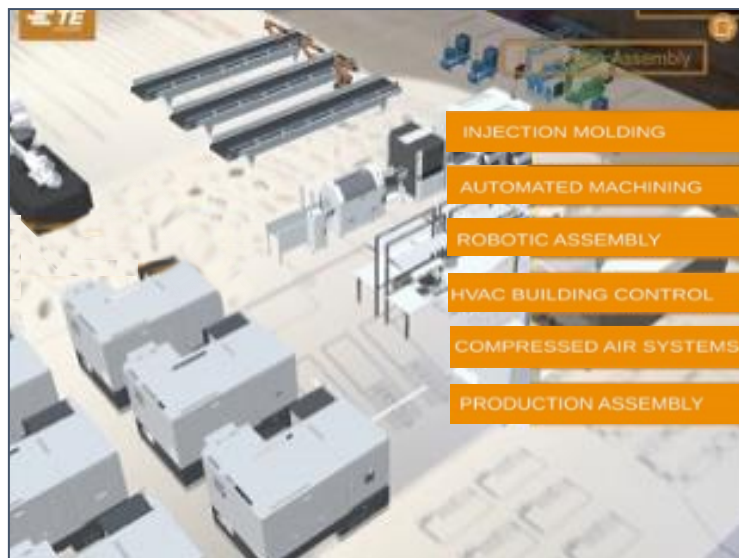 TE
Assembly
INJECTION MOLDING
AUTOMATED MACHINING
ROBOTIC ASSEMBLY
HVAC BUILDING CONTROL
COMPRESSED AIR SYSTEMS
PRODUCTION ASSEMBLY